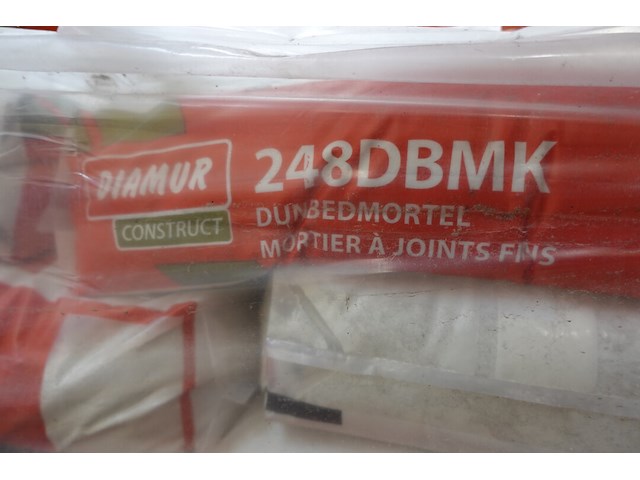 DIAMUR
CONSTRUCT
248DBMK
DUNBEDMORTEL
MORTIER À JOINTS FINS